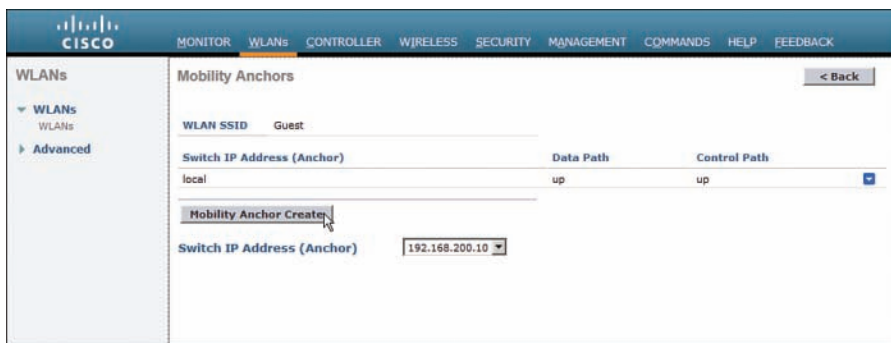 CISCO
MONITOR WLANs CONTROLLER WIRELESS SECURITY MANAGEMENT COMMANDS HELP FEEDBACK
WLANs
WLANs
WLANs
Advanced
Mobility Anchors
< Back
WLAN SSID Guest
Switch IP Address (Anchor) Data Path Control Path
local up up
Mobility Anchor Create
Switch IP Address (Anchor) 192.168.200.10